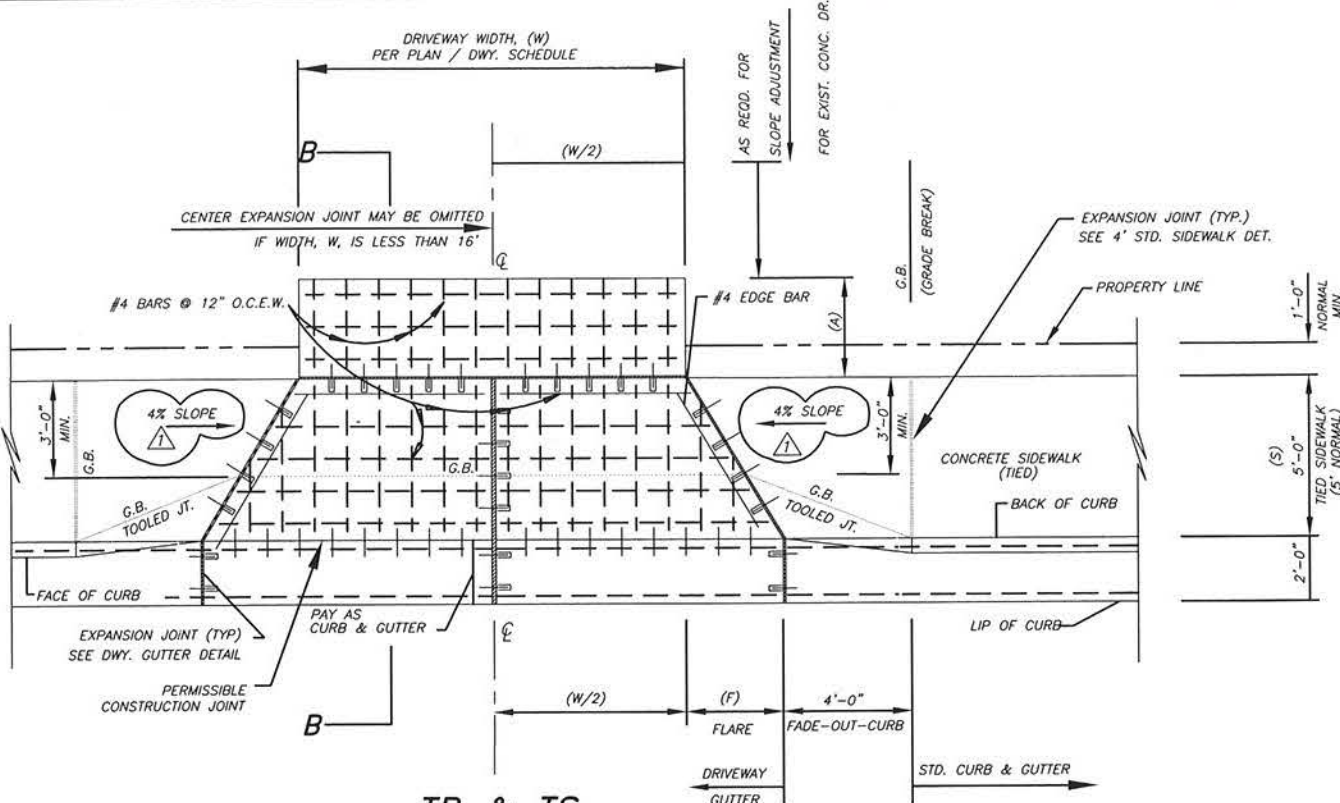 DRIVEWAY WIDTH, (W)
PER PLAN / DWY. SCHEDULE
AS REQD. FOR
SLOPE ADJUSTMENT
FOR EXIST. CONC. DR.
B
(W/2)
CENTER EXPANSION JOINT MAY BE OMITTED
IF WIDTH, W, IS LESS THAN 16'
℄
G.B.
(GRADE BREAK)
EXPANSION JOINT (TYP.)
SEE 4' STD. SIDEWALK DET.
#4 BARS @ 12" O.C.E.W.
#4 EDGE BAR
PROPERTY LINE
(A)
1'-0"
NORMAL
MIN.
3'-0"
MIN.
G.B.
4% SLOPE
1
4% SLOPE
1
3'-0"
MIN.
G.B.
CONCRETE SIDEWALK
(TIED)
(S)
5'-0"
TIED SIDEWALK
(5' NORMAL)
G.B.
TOOLED JT.
G.B.
TOOLED JT.
BACK OF CURB
2'-0"
FACE OF CURB
PAY AS
CURB & GUTTER
LIP OF CURB
EXPANSION JOINT (TYP)
SEE DWY. GUTTER DETAIL
℄
PERMISSIBLE
CONSTRUCTION JOINT
(W/2)
(F)
FLARE
4'-0"
FADE-OUT-CURB
B
DRIVEWAY
GUTTER
STD. CURB & GUTTER